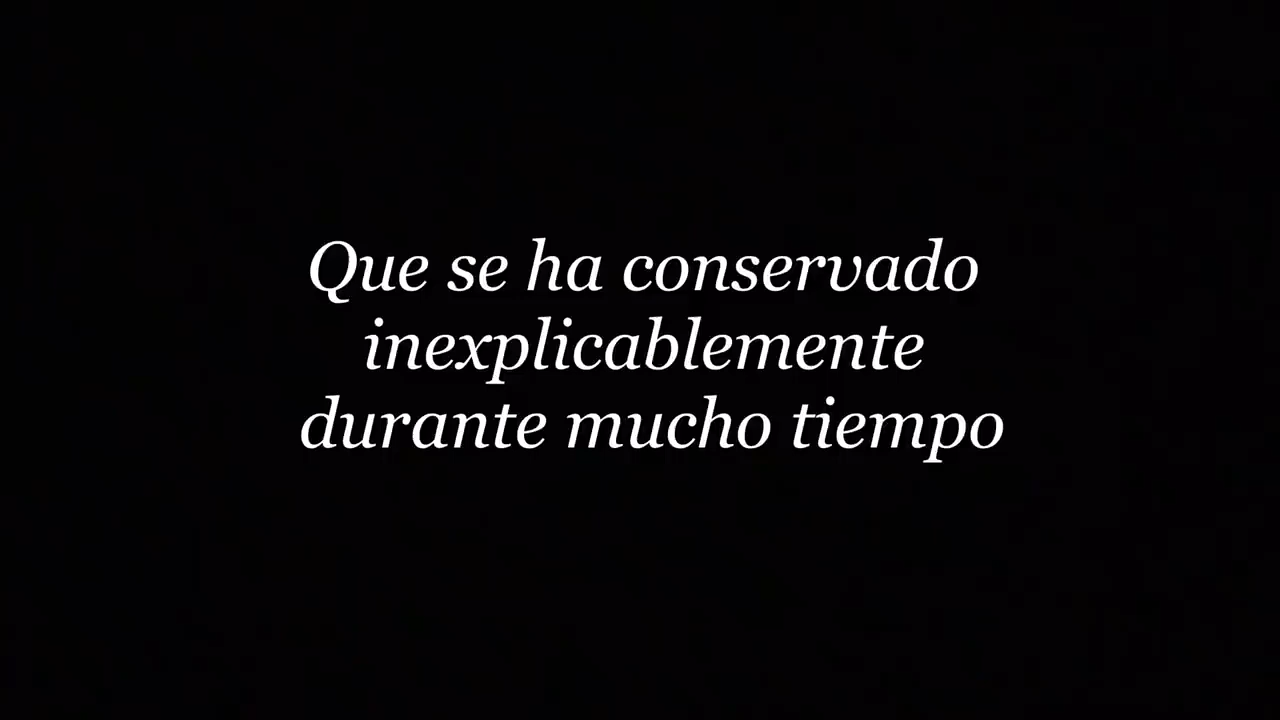 Que se ha conservado
inexplicablemente
durante mucho tiempo